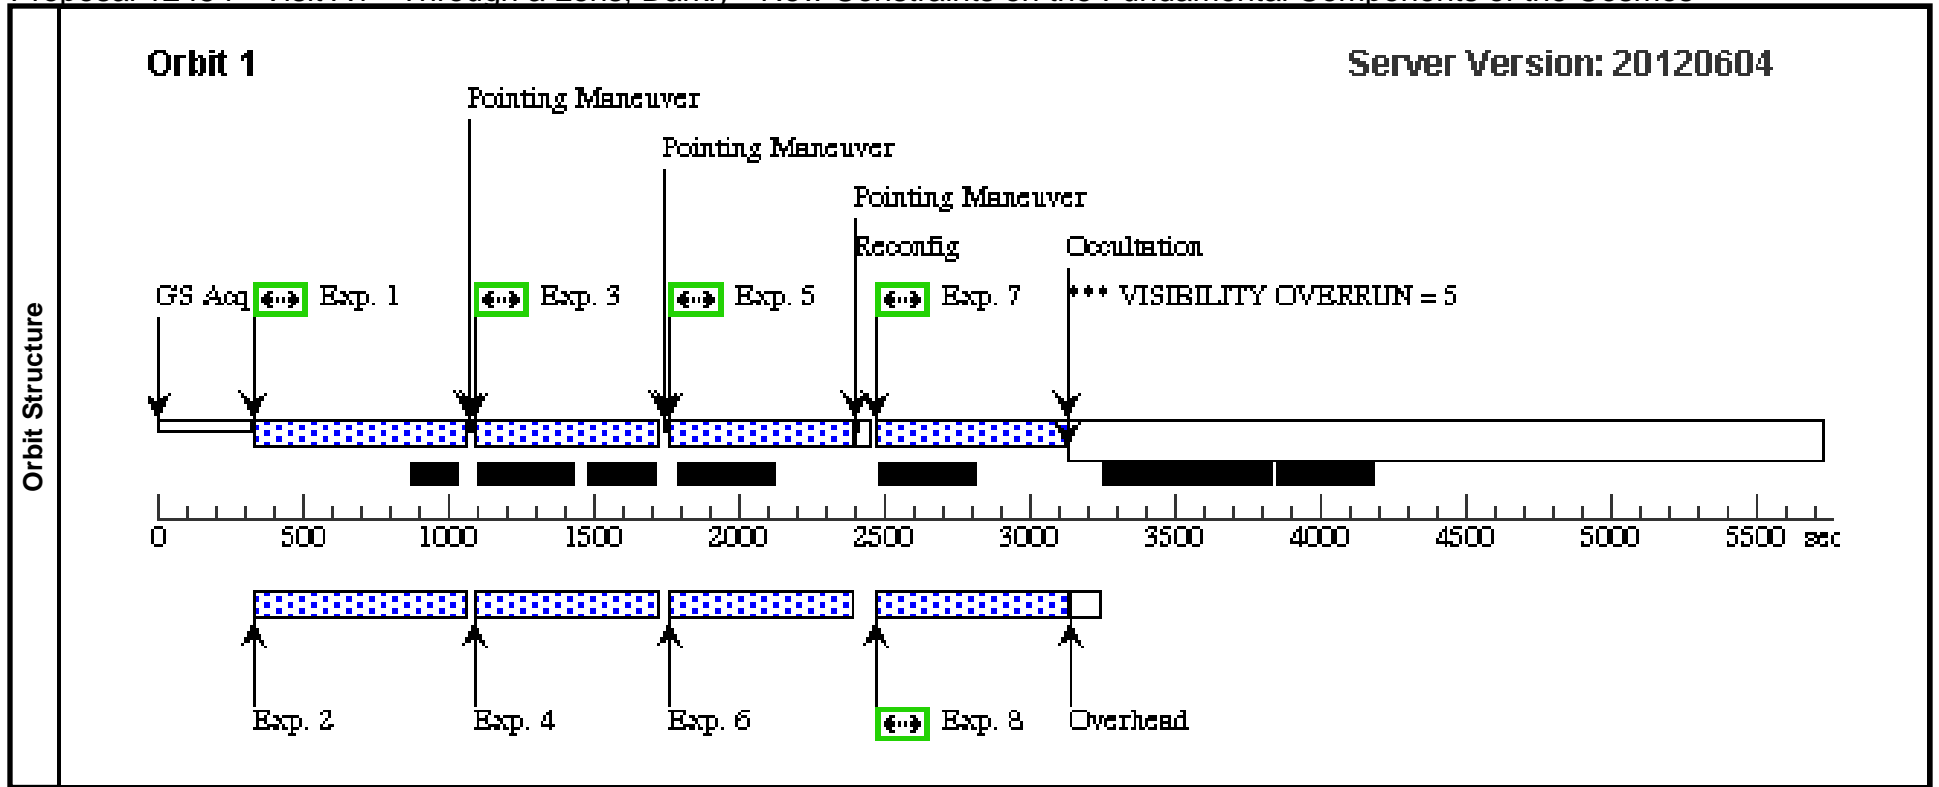 Orbit 1
Server Version: 20120604
Pointing Maneuver
Pointing Maneuver
Pointing Maneuver
Reconfig
Occultation
GS Acq
Exp. 1
Exp. 3
Exp. 5
Exp. 7
*** VISIBILITY OVERRUN = 5
Orbit Structure
0 500 1000 1500 2000 2500 3000 3500 4000 4500 5000 5500 sec
Exp. 2
Exp. 4
Exp. 6
Exp. 8
Overhead